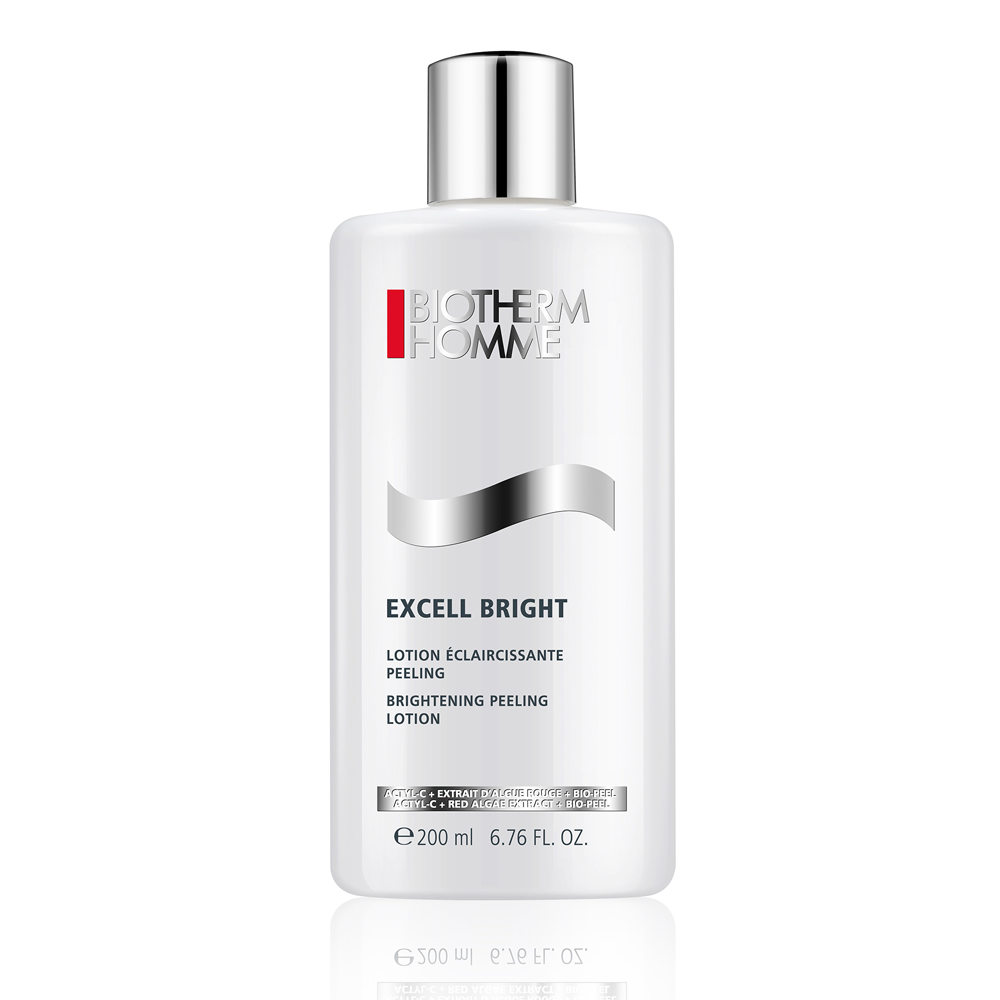 BIOTHERM
HOMME
EXCELL BRIGHT
LOTION ÉCLAIRCISSANTE
PEELING
BRIGHTENING PEELING
LOTION
ACTYL-C + EXTRAIT D'ALGUE ROUGE + BIO-PEEL
ACTYL-C + RED ALGAE EXTRACT + BIO-PEEL
℮200 ml 6.76 FL. OZ.